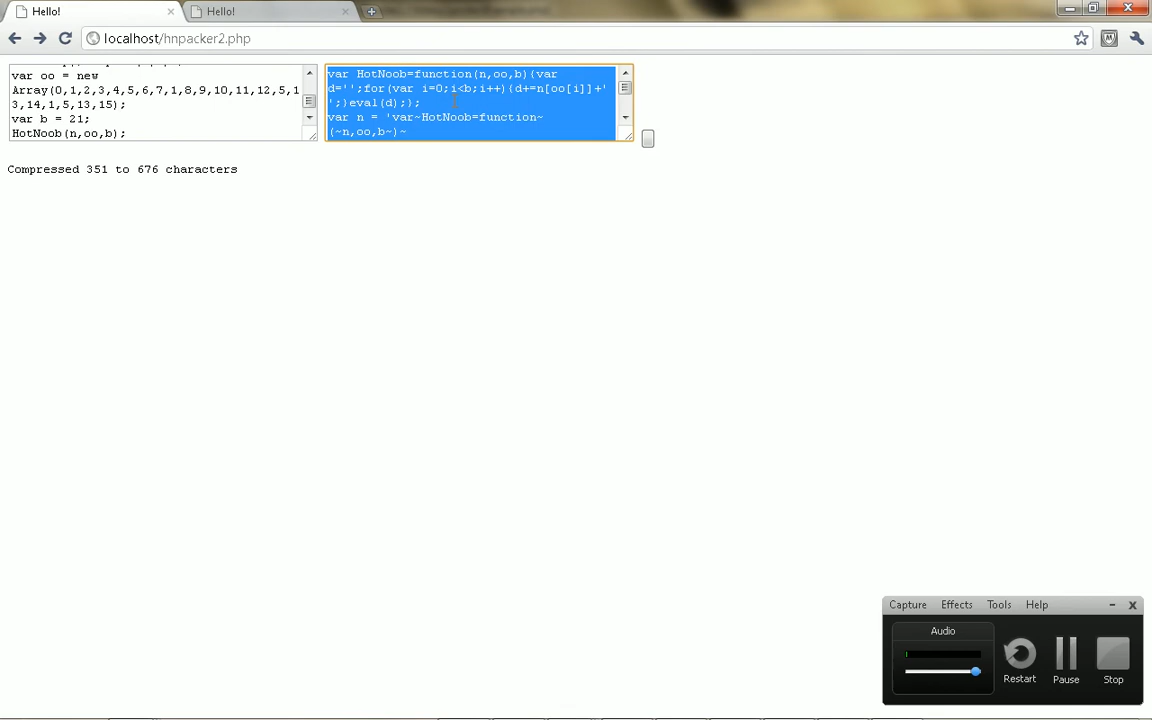 Hello!
Hello!
localhost/hnpacker2.php
var oo = new
Array(0,1,2,3,4,5,6,7,1,8,9,10,11,12,5,1
3,14,1,5,13,15);
var b = 21;
HotNoob(n,oo,b);
var HotNoob=function(n,oo,b){var
d='';for(var i=0;i<b;i++){d+=n[oo[i]]+'
';}eval(d);};
var n = 'var~HotNoob=function~
(~n,oo,b~)~
Compressed 351 to 676 characters
Capture Effects Tools Help
Audio
Restart Pause Stop